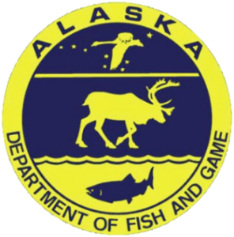 ALASKA
DEPARTMENT OF FISH AND GAME